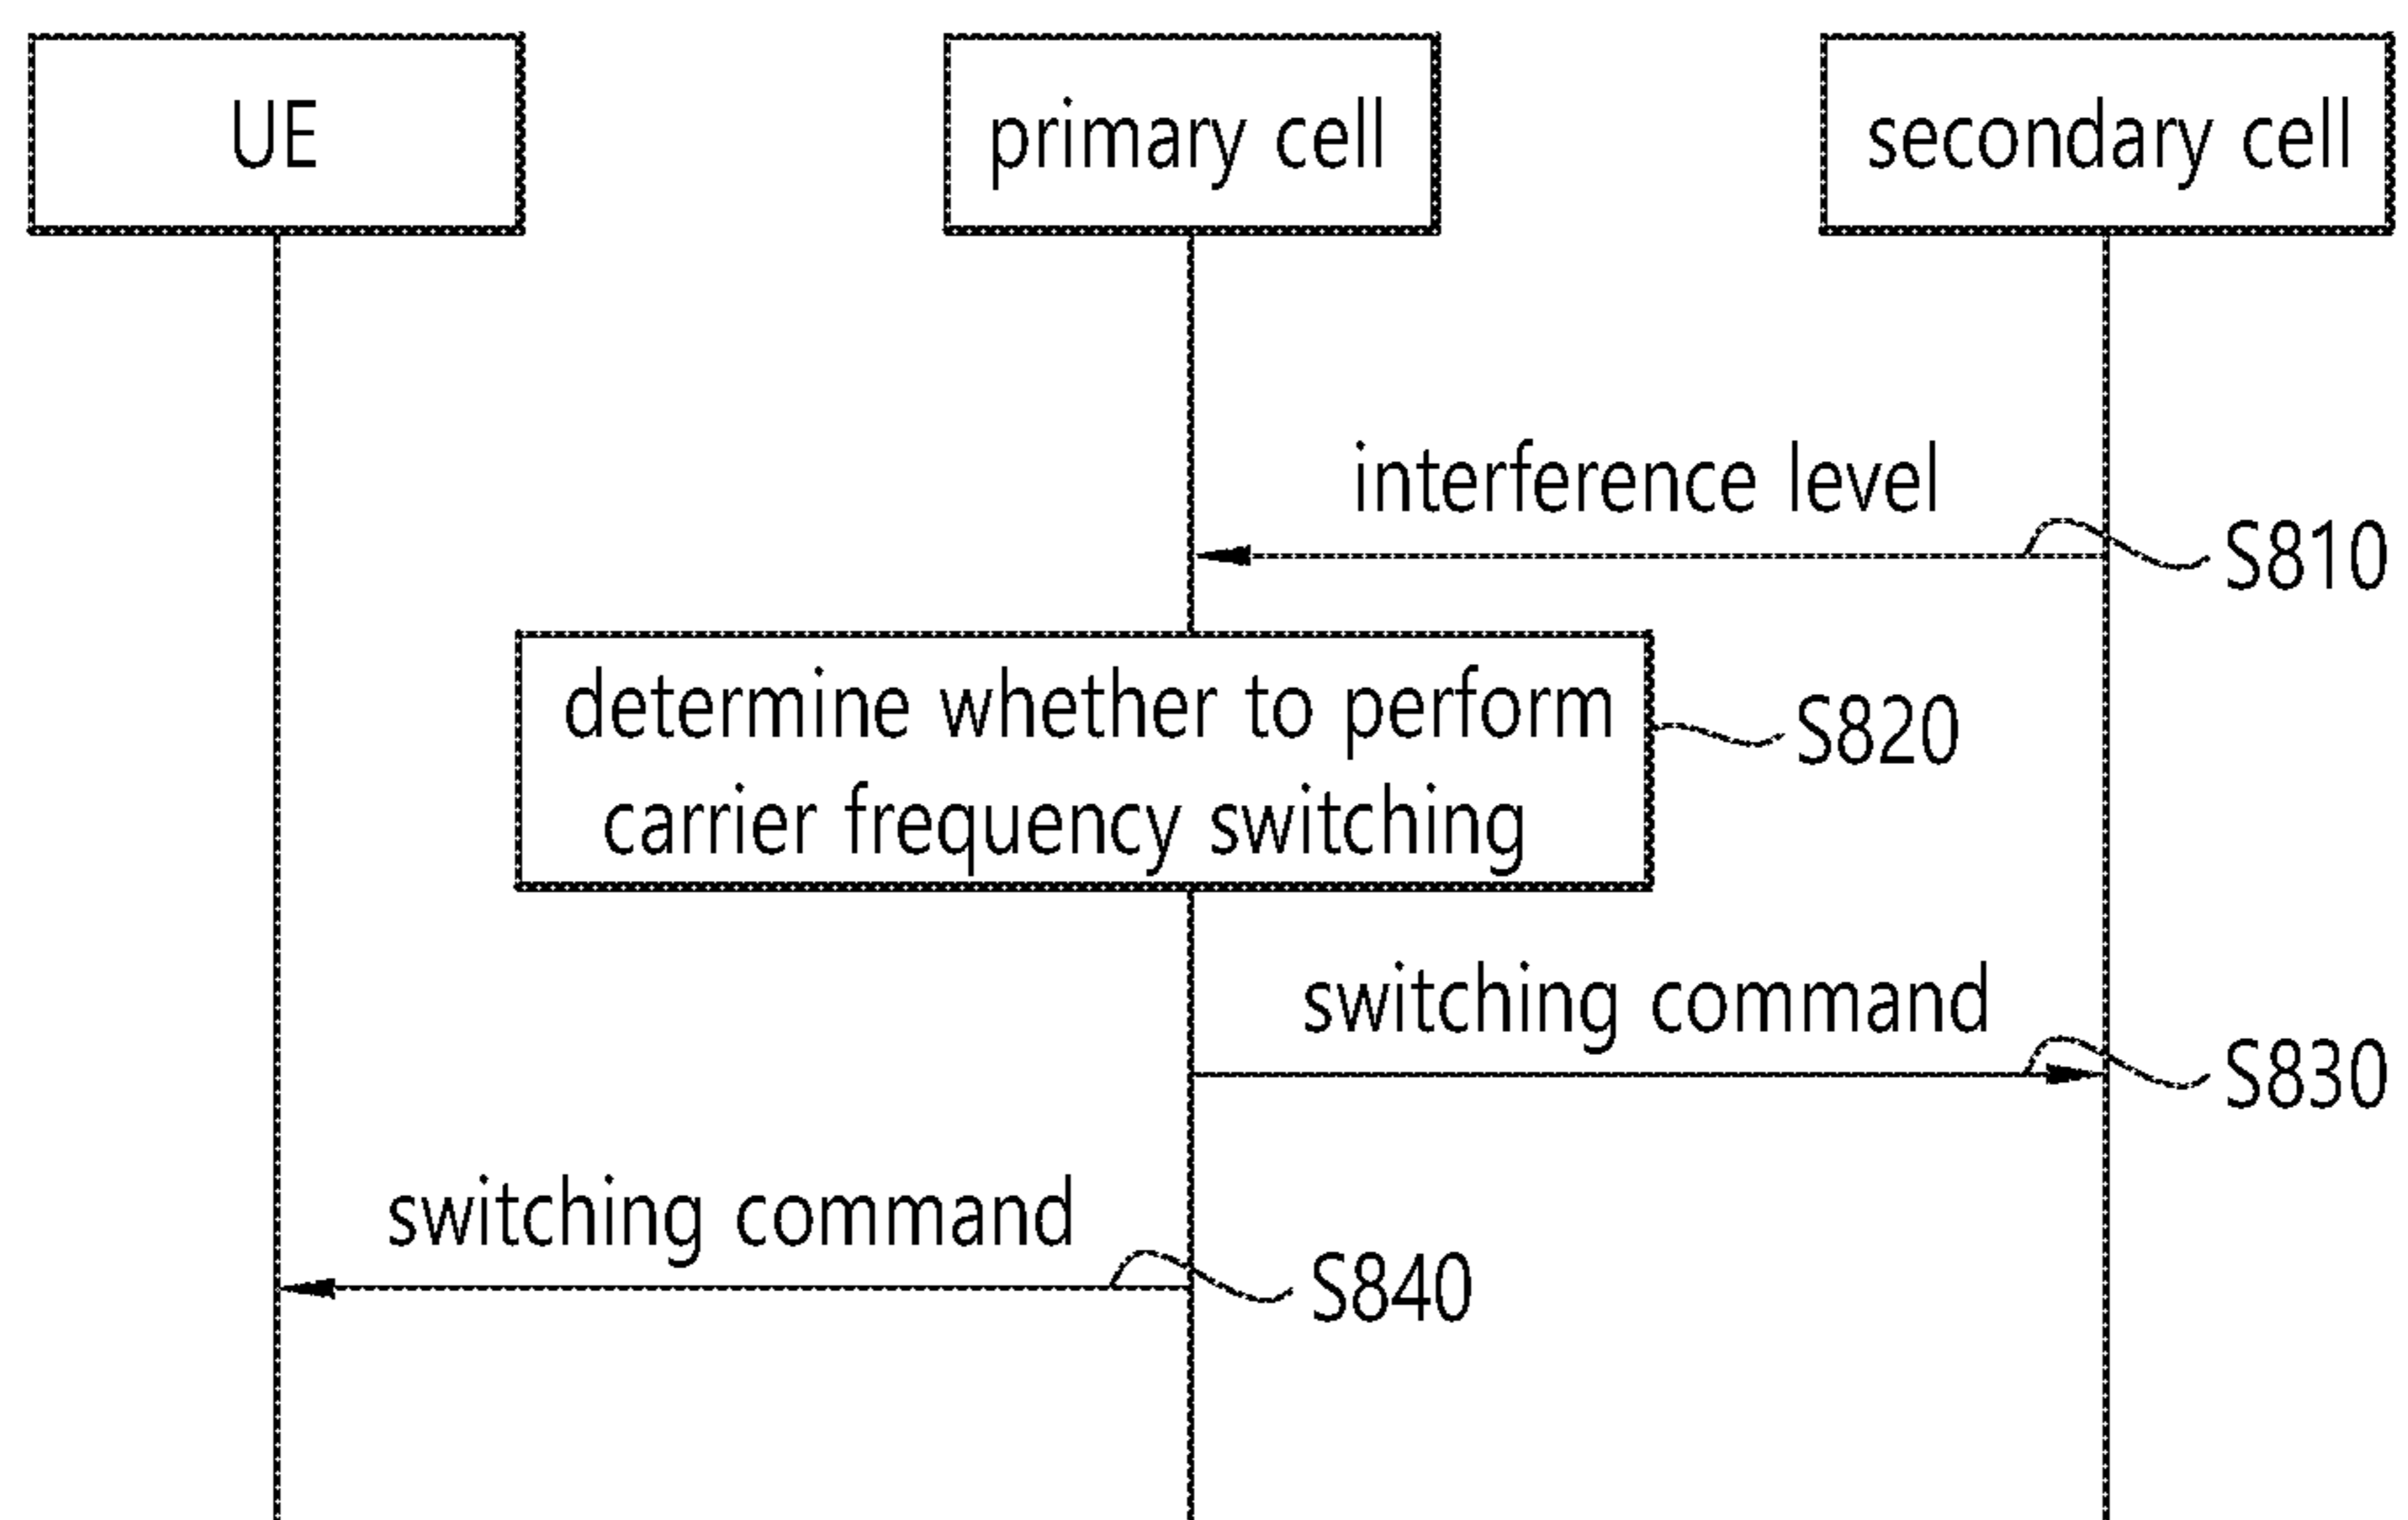 UE
primary cell
secondary cell
interference level
S810
determine whether to perform
carrier frequency switching
S820
switching command
S830
switching command
S840